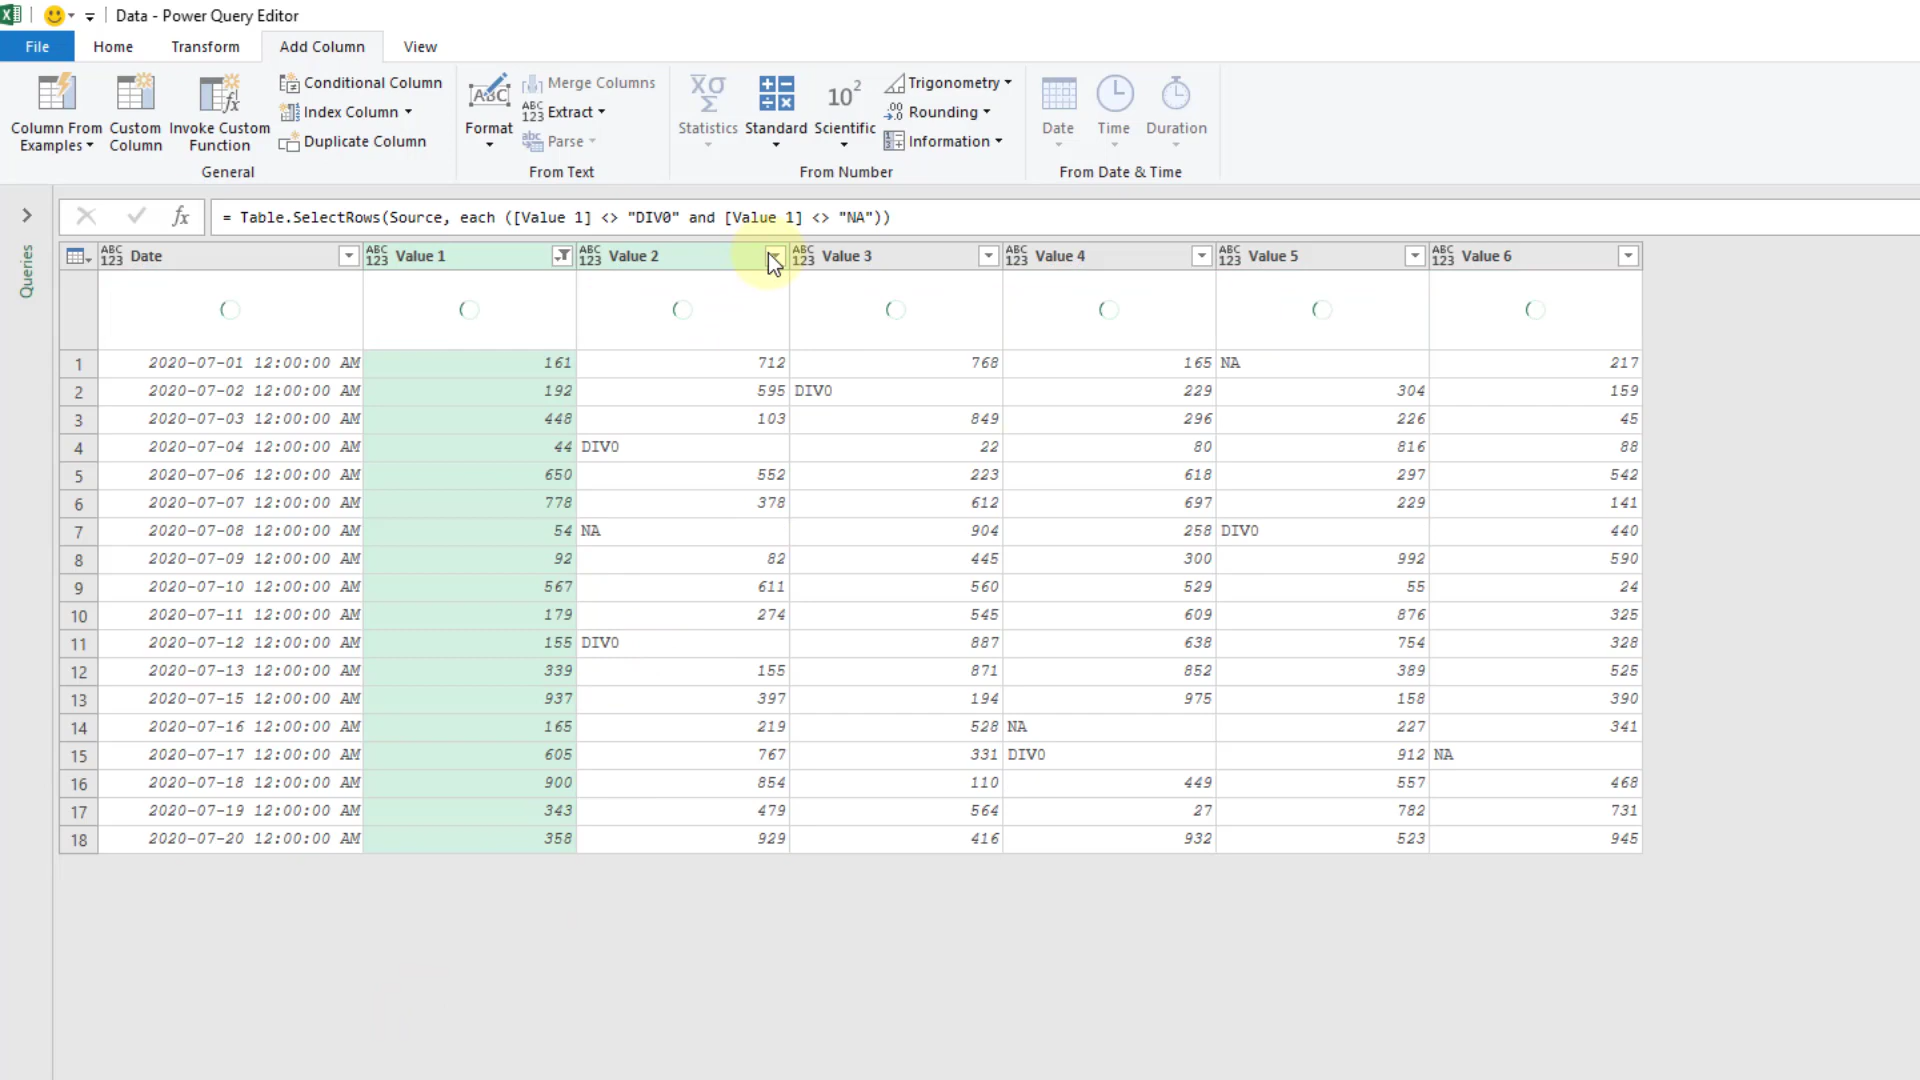 Data - Power Query Editor
File Home Transform Add Column View
Column From Examples
Custom Column
Invoke Custom Function
Conditional Column
Index Column
Duplicate Column
General
Format
Merge Columns
Extract
Parse
From Text
Statistics
Standard
Scientific
Trigonometry
Rounding
Information
From Number
Date
Time
Duration
From Date & Time
= Table.SelectRows(Source, each ([Value 1] <> "DIV0" and [Value 1] <> "NA"))
Queries
ABC 123 Date ABC 123 Value 1 ABC 123 Value 2 ABC 123 Value 3 ABC 123 Value 4 ABC 123 Value 5 ABC 123 Value 6
1 2020-07-01 12:00:00 AM 161 712 768 165 NA 217
2 2020-07-02 12:00:00 AM 192 595 DIV0 229 304 159
3 2020-07-03 12:00:00 AM 448 103 849 296 226 45
4 2020-07-04 12:00:00 AM 44 DIV0 22 80 816 88
5 2020-07-06 12:00:00 AM 650 552 223 618 297 542
6 2020-07-07 12:00:00 AM 778 378 612 697 229 141
7 2020-07-08 12:00:00 AM 54 NA 904 258 DIV0 440
8 2020-07-09 12:00:00 AM 92 82 445 300 992 590
9 2020-07-10 12:00:00 AM 567 611 560 529 55 24
10 2020-07-11 12:00:00 AM 179 274 545 609 876 325
11 2020-07-12 12:00:00 AM 155 DIV0 887 638 754 328
12 2020-07-13 12:00:00 AM 339 155 871 852 389 525
13 2020-07-15 12:00:00 AM 937 397 194 975 158 390
14 2020-07-16 12:00:00 AM 165 219 528 NA 227 341
15 2020-07-17 12:00:00 AM 605 767 331 DIV0 912 NA
16 2020-07-18 12:00:00 AM 900 854 110 449 557 468
17 2020-07-19 12:00:00 AM 343 479 564 27 782 731
18 2020-07-20 12:00:00 AM 358 929 416 932 523 945